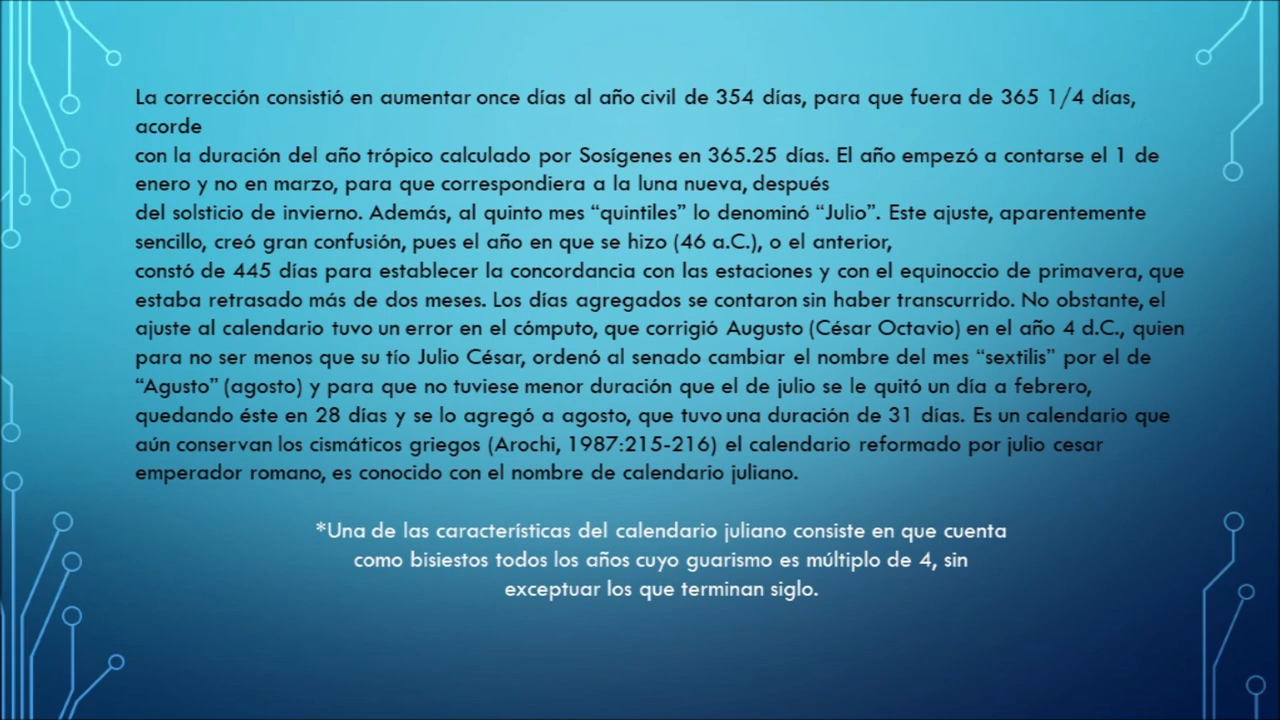 La corrección consistió en aumentar once días al año civil de 354 días, para que fuera de 365 1/4 días,
acorde
con la duración del año trópico calculado por Sosígenes en 365.25 días. El año empezó a contarse el 1 de
enero y no en marzo, para que correspondiera a la luna nueva, después
del solsticio de invierno. Además, al quinto mes “quintiles” lo denominó “Julio”. Este ajuste, aparentemente
sencillo, creó gran confusión, pues el año en que se hizo (46 a.C.), o el anterior,
constó de 445 días para establecer la concordancia con las estaciones y con el equinoccio de primavera, que
estaba retrasado más de dos meses. Los días agregados se contaron sin haber transcurrido. No obstante, el
ajuste al calendario tuvo un error en el cómputo, que corrigió Augusto (César Octavio) en el año 4 d.C., quien
para no ser menos que su tío Julio César, ordenó al senado cambiar el nombre del mes “sextilis” por el de
“Agusto” (agosto) y para que no tuviese menor duración que el de julio se le quitó un día a febrero,
quedando éste en 28 días y se lo agregó a agosto, que tuvo una duración de 31 días. Es un calendario que
aún conservan los cismáticos griegos (Arochi, 1987:215-216) el calendario reformado por julio cesar
emperador romano, es conocido con el nombre de calendario juliano.
*Una de las características del calendario juliano consiste en que cuenta
como bisiestos todos los años cuyo guarismo es múltiplo de 4, sin
exceptuar los que terminan siglo.